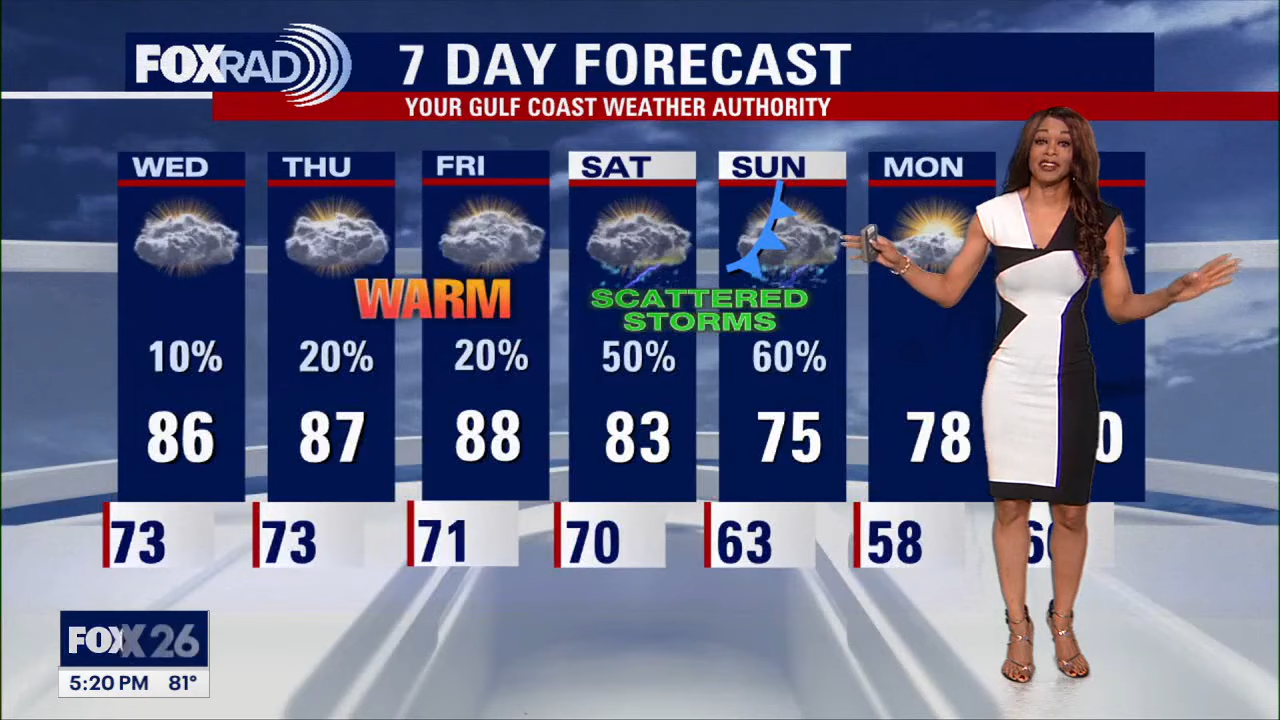 FOXRAD
7 DAY FORECAST
YOUR GULF COAST WEATHER AUTHORITY
WED THU FRI SAT SUN MON
WARM
SCATTERED
STORMS
10% 20% 20% 50% 60%
86 87 88 83 75 78
73 73 71 70 63 58
FOX 26
5:20 PM 81°